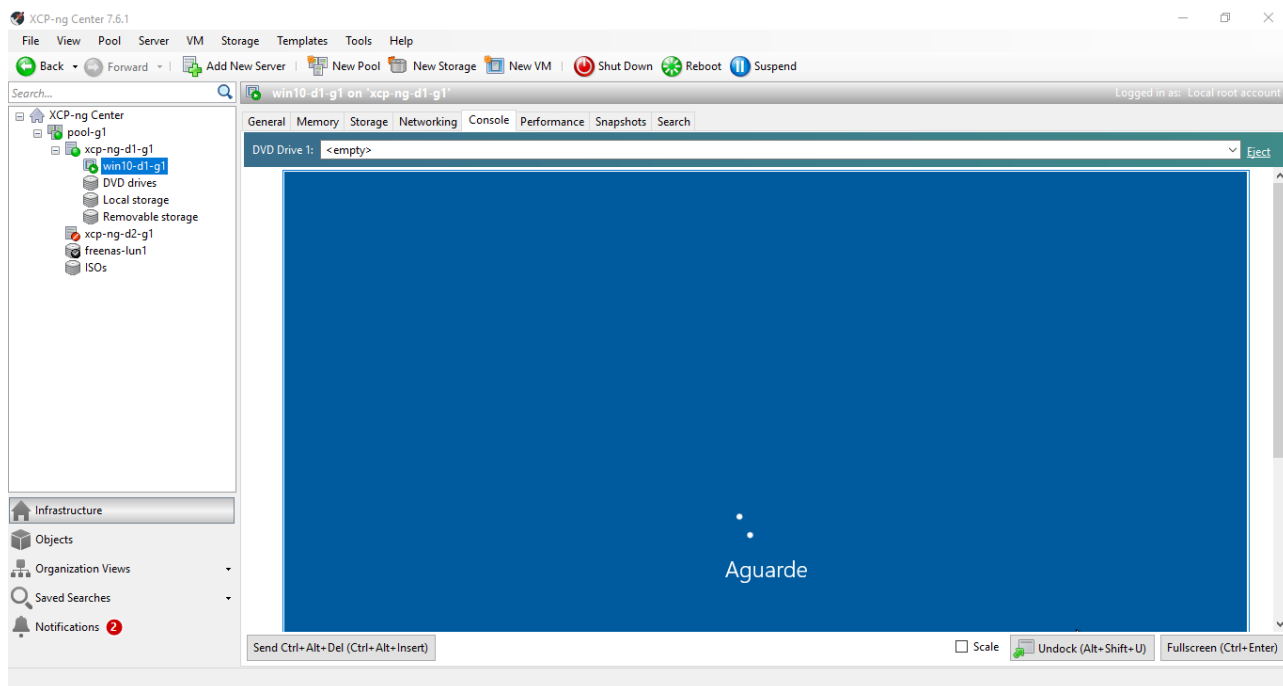 XCP-ng Center 7.6.1
File View Pool Server VM Storage Templates Tools Help
Back Forward Add New Server New Pool New Storage New VM Shut Down Reboot Suspend
Search...
win10-d1-g1 on 'xcp-ng-d1-g1'
Logged in as: Local root account
XCP-ng Center
pool-g1
xcp-ng-d1-g1
win10-d1-g1
DVD drives
Local storage
Removable storage
xcp-ng-d2-g1
freenas-lun1
ISOs
General Memory Storage Networking Console Performance Snapshots Search
DVD Drive 1: <empty> Eject
Aguarde
Infrastructure
Objects
Organization Views
Saved Searches
Notifications 2
Send Ctrl+Alt+Del (Ctrl+Alt+Insert) Scale Undock (Alt+Shift+U) Fullscreen (Ctrl+Enter)